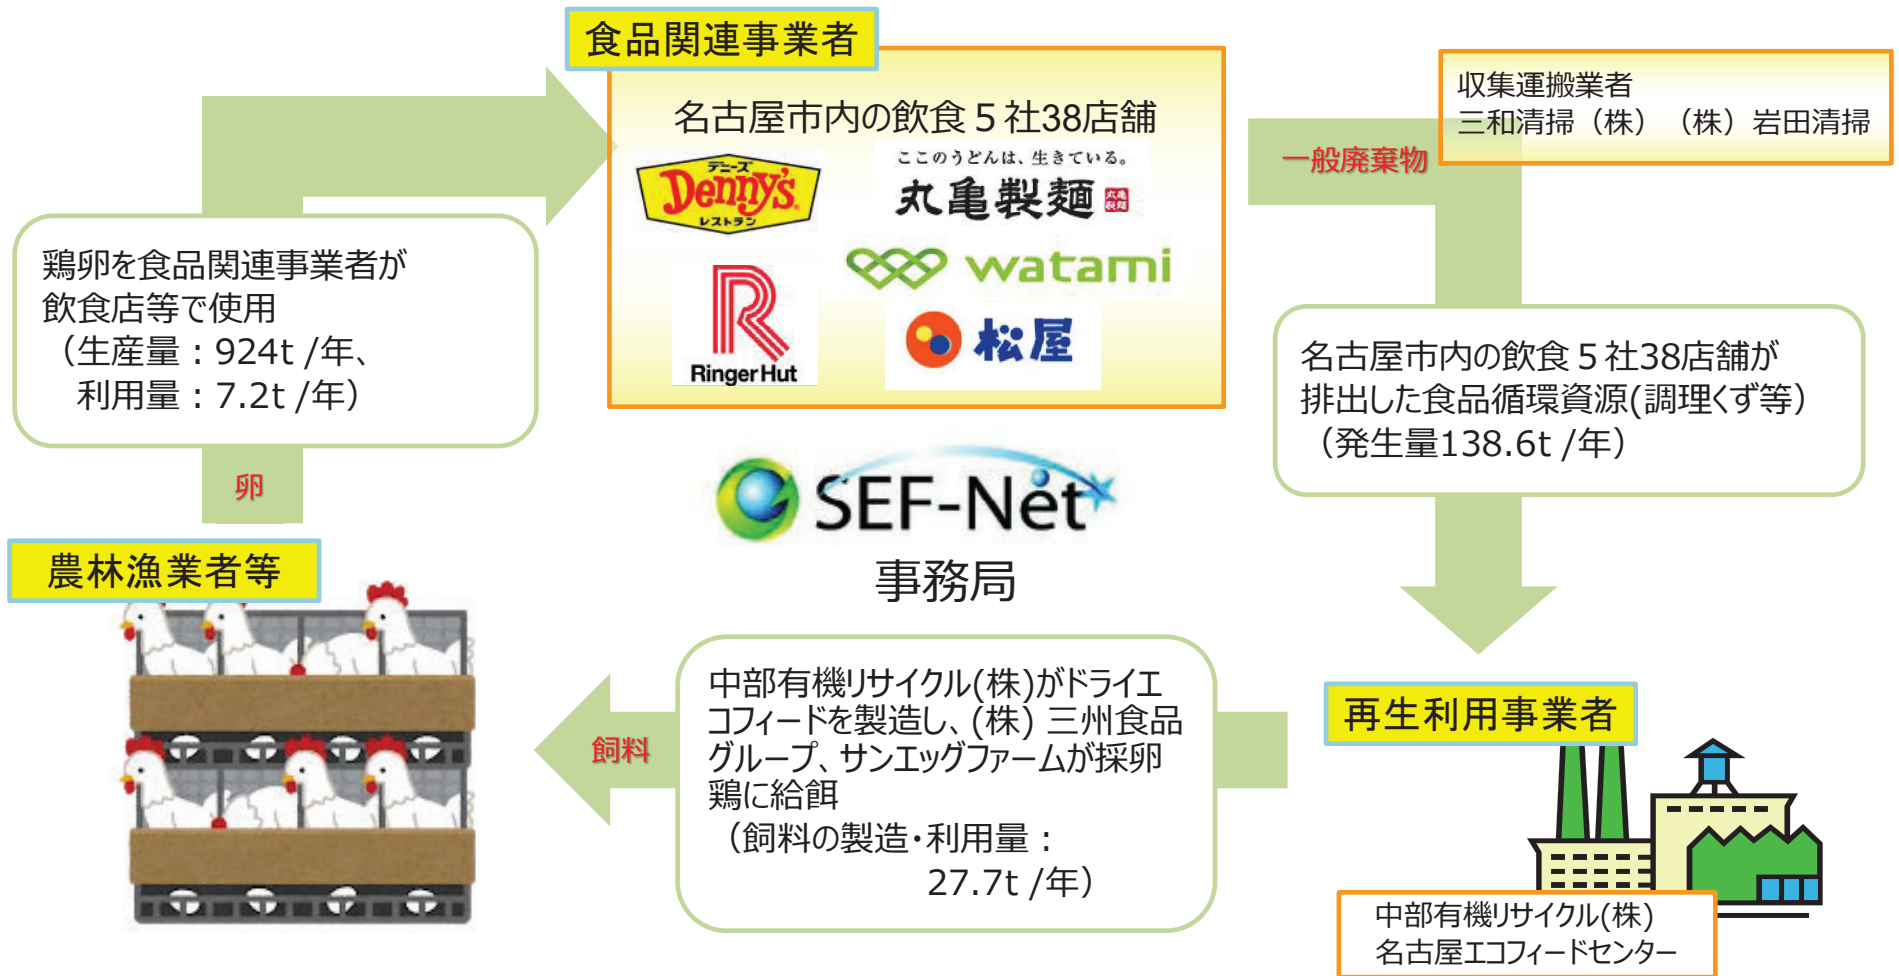 食品関連事業者
名古屋市内の飲食５社38店舗
デニーズ
Denny's
レストラン
ここのうどんは、生きている。
丸亀製麺
丸亀
製麺
watami
RingerHut
松屋
収集運搬業者
三和清掃（株）（株）岩田清掃
一般廃棄物
名古屋市内の飲食５社38店舗が
排出した食品循環資源(調理くず等)
（発生量138.6t /年）
再生利用事業者
中部有機リサイクル(株)
名古屋エコフィードセンター
中部有機リサイクル(株)がドライエ
コフィードを製造し、(株) 三州食品
グループ、サンエッグファームが採卵
鶏に給餌
（飼料の製造・利用量：
27.7t /年）
飼料
農林漁業者等
卵
鶏卵を食品関連事業者が
飲食店等で使用
（生産量：924t /年、
利用量：7.2t /年）
SEF-Net
事務局